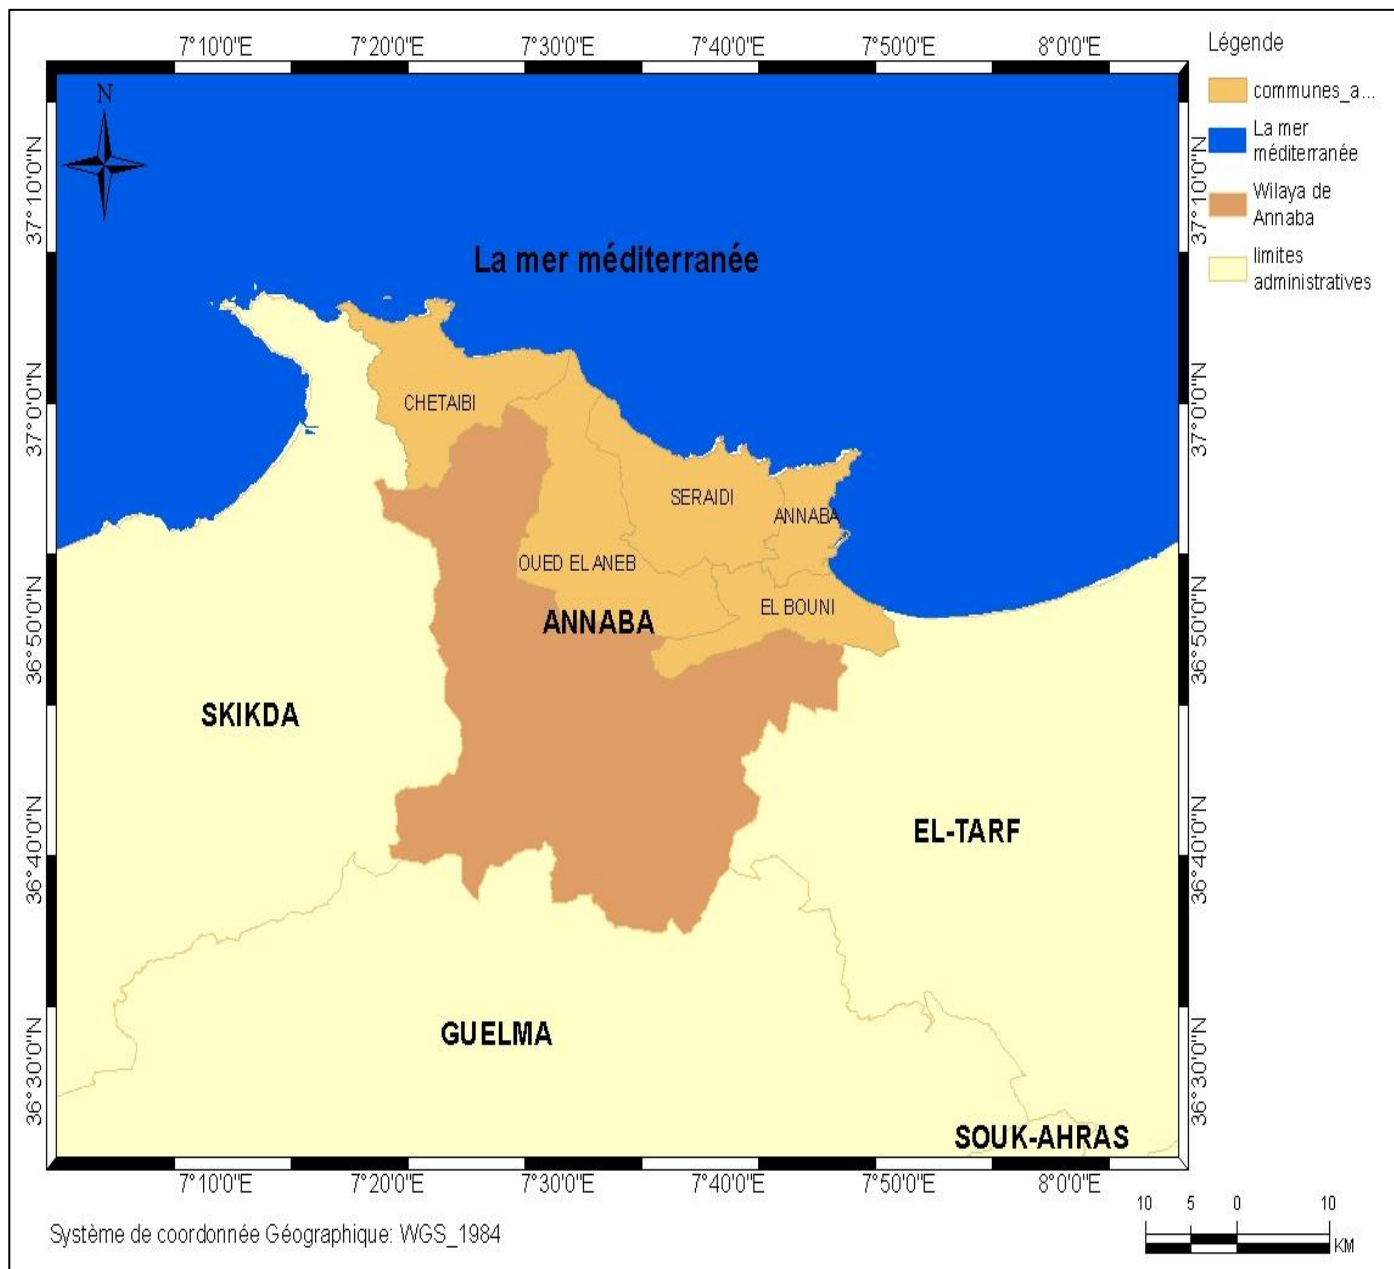 7°10'0"E 7°20'0"E 7°30'0"E 7°40'0"E 7°50'0"E 8°0'0"E
Légende
communes_a...
La mer
méditerranée
Wilaya de
Annaba
limites
administratives
N
37°10'0"N
37°10'0"N
La mer méditerranée
37°0'0"N
CHETAIBI
37°0'0"N
SERAIDI
ANNABA
OUED EL ANEB
EL BOUNI
36°50'0"N
ANNABA
36°50'0"N
SKIKDA
EL-TARF
36°40'0"N
36°40'0"N
GUELMA
36°30'0"N
36°30'0"N
SOUK-AHRAS
7°10'0"E 7°20'0"E 7°30'0"E 7°40'0"E 7°50'0"E 8°0'0"E
10 5 0 10
KM
Système de coordonnée Géographique: WGS_1984